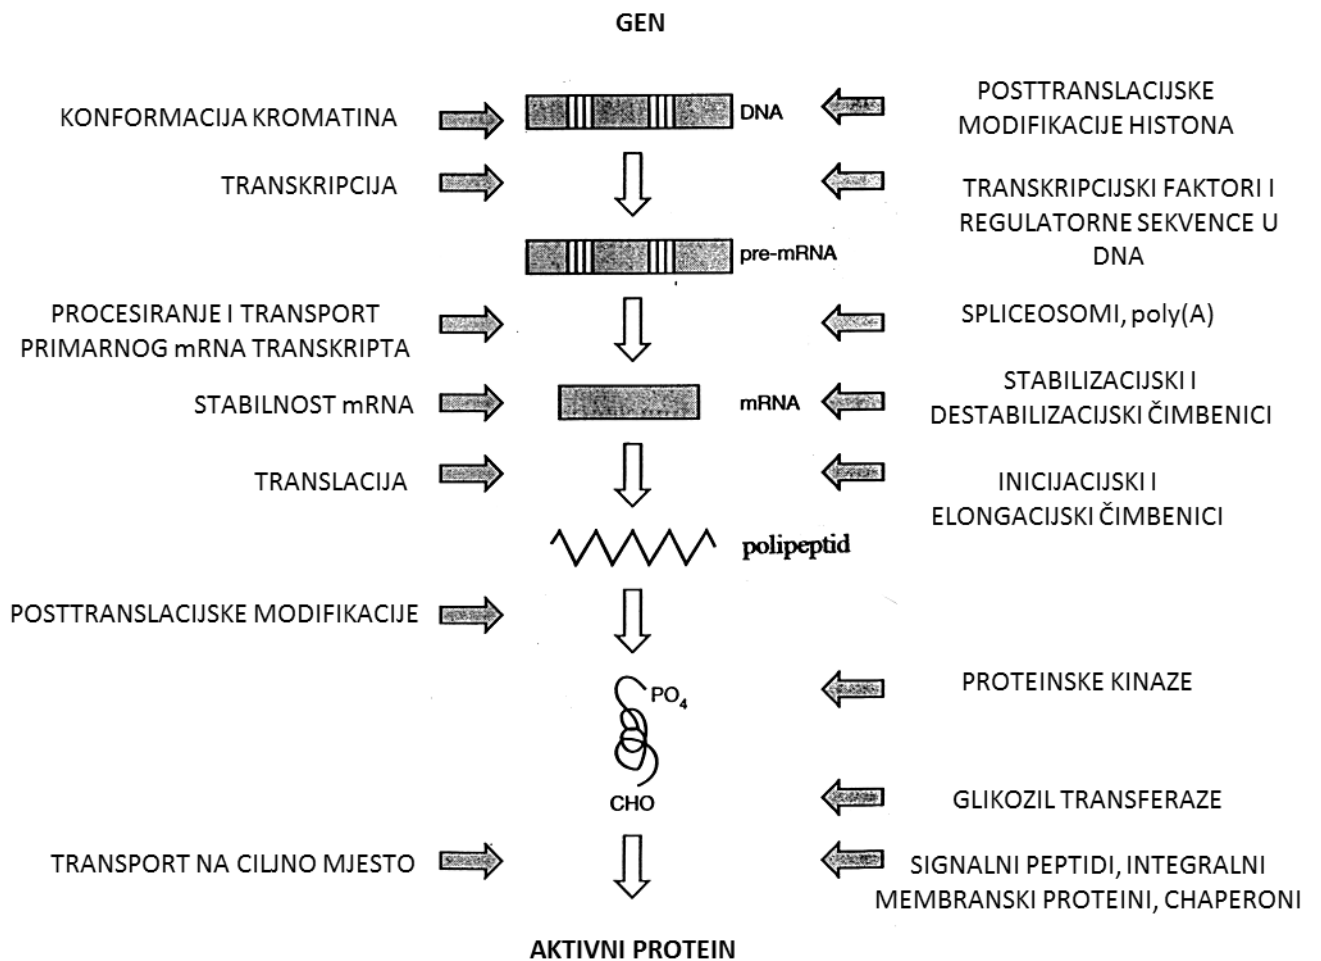 GEN
KONFORMACIJA KROMATINA
DNA
POSTTRANSLACIJSKE
MODIFIKACIJE HISTONA
TRANSKRIPCIJA
TRANSKRIPCIJSKI FAKTORI I
REGULATORNE SEKVENCE U
DNA
pre-mRNA
PROCESIRANJE I TRANSPORT
PRIMARNOG mRNA TRANSKRIPTA
SPLICEOSOMI, poly(A)
STABILNOST mRNA
mRNA
STABILIZACIJSKI I
DESTABILIZACIJSKI ČIMBENICI
TRANSLACIJA
INICIJACIJSKI I
ELONGACIJSKI ČIMBENICI
polipeptid
POSTTRANSLACIJSKE MODIFIKACIJE
PO4
PROTEINSKE KINAZE
CHO
GLIKOZIL TRANSFERAZE
TRANSPORT NA CILJNO MJESTO
SIGNALNI PEPTIDI, INTEGRALNI
MEMBRANSKI PROTEINI, CHAPERONI
AKTIVNI PROTEIN